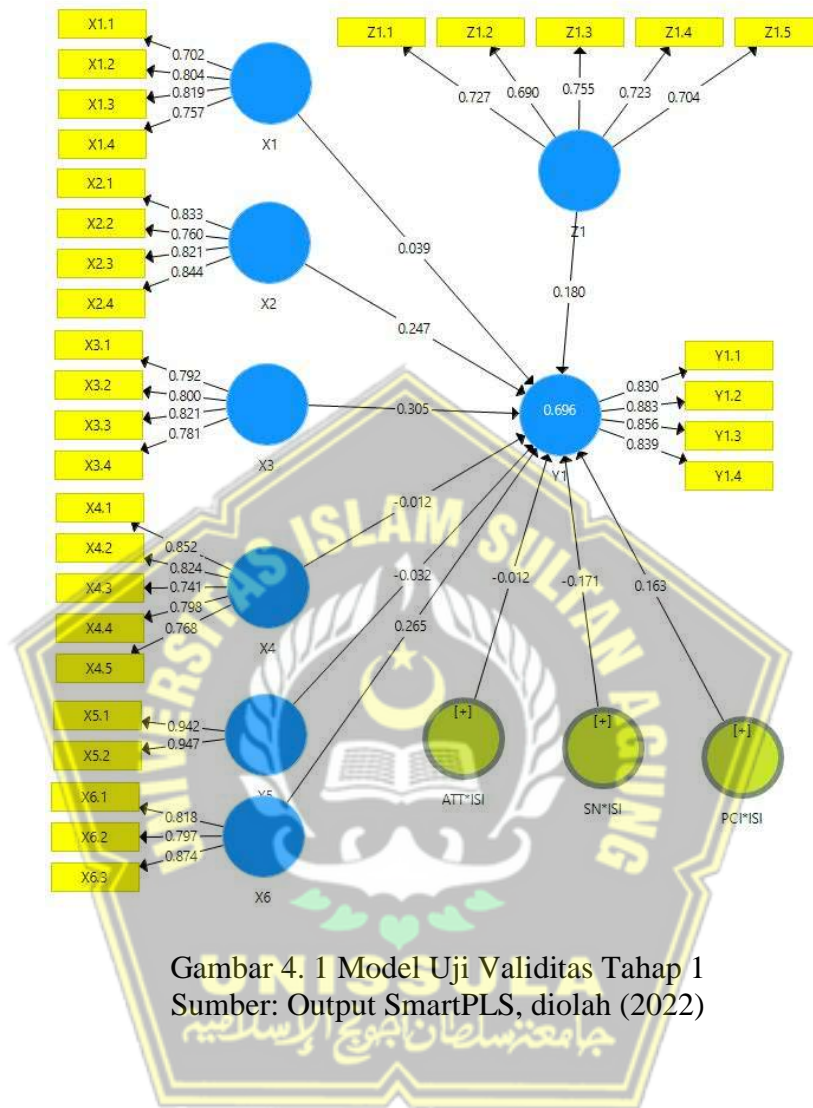 X1.1
X1.2
X1.3
X1.4
0.702
0.804
0.819
0.757
X1
X2.1
X2.2
X2.3
X2.4
0.833
0.760
0.821
0.844
X2
X3.1
X3.2
X3.3
X3.4
0.792
0.800
0.821
0.781
X3
X4.1
X4.2
X4.3
X4.4
X4.5
0.852
0.824
0.741
0.798
0.768
X4
X5.1
X5.2
0.942
0.947
X5
X6.1
X6.2
X6.3
0.818
0.797
0.874
X6
Z1.1 Z1.2 Z1.3 Z1.4 Z1.5
0.727 0.690 0.755 0.723 0.704
Z1
0.039
0.247
0.305
-0.012
-0.032
0.265
0.180
-0.012
-0.171
0.163
0.696
Y1
0.830
0.883
0.856
0.839
Y1.1
Y1.2
Y1.3
Y1.4
[+]
ATT*ISI
[+]
SN*ISI
[+]
PCI*ISI
UNIVERSITAS ISLAM SULTAN AGUNG
UNISSULA
جامعة سلطان أجونج الإسلامية
Gambar 4. 1 Model Uji Validitas Tahap 1
Sumber: Output SmartPLS, diolah (2022)